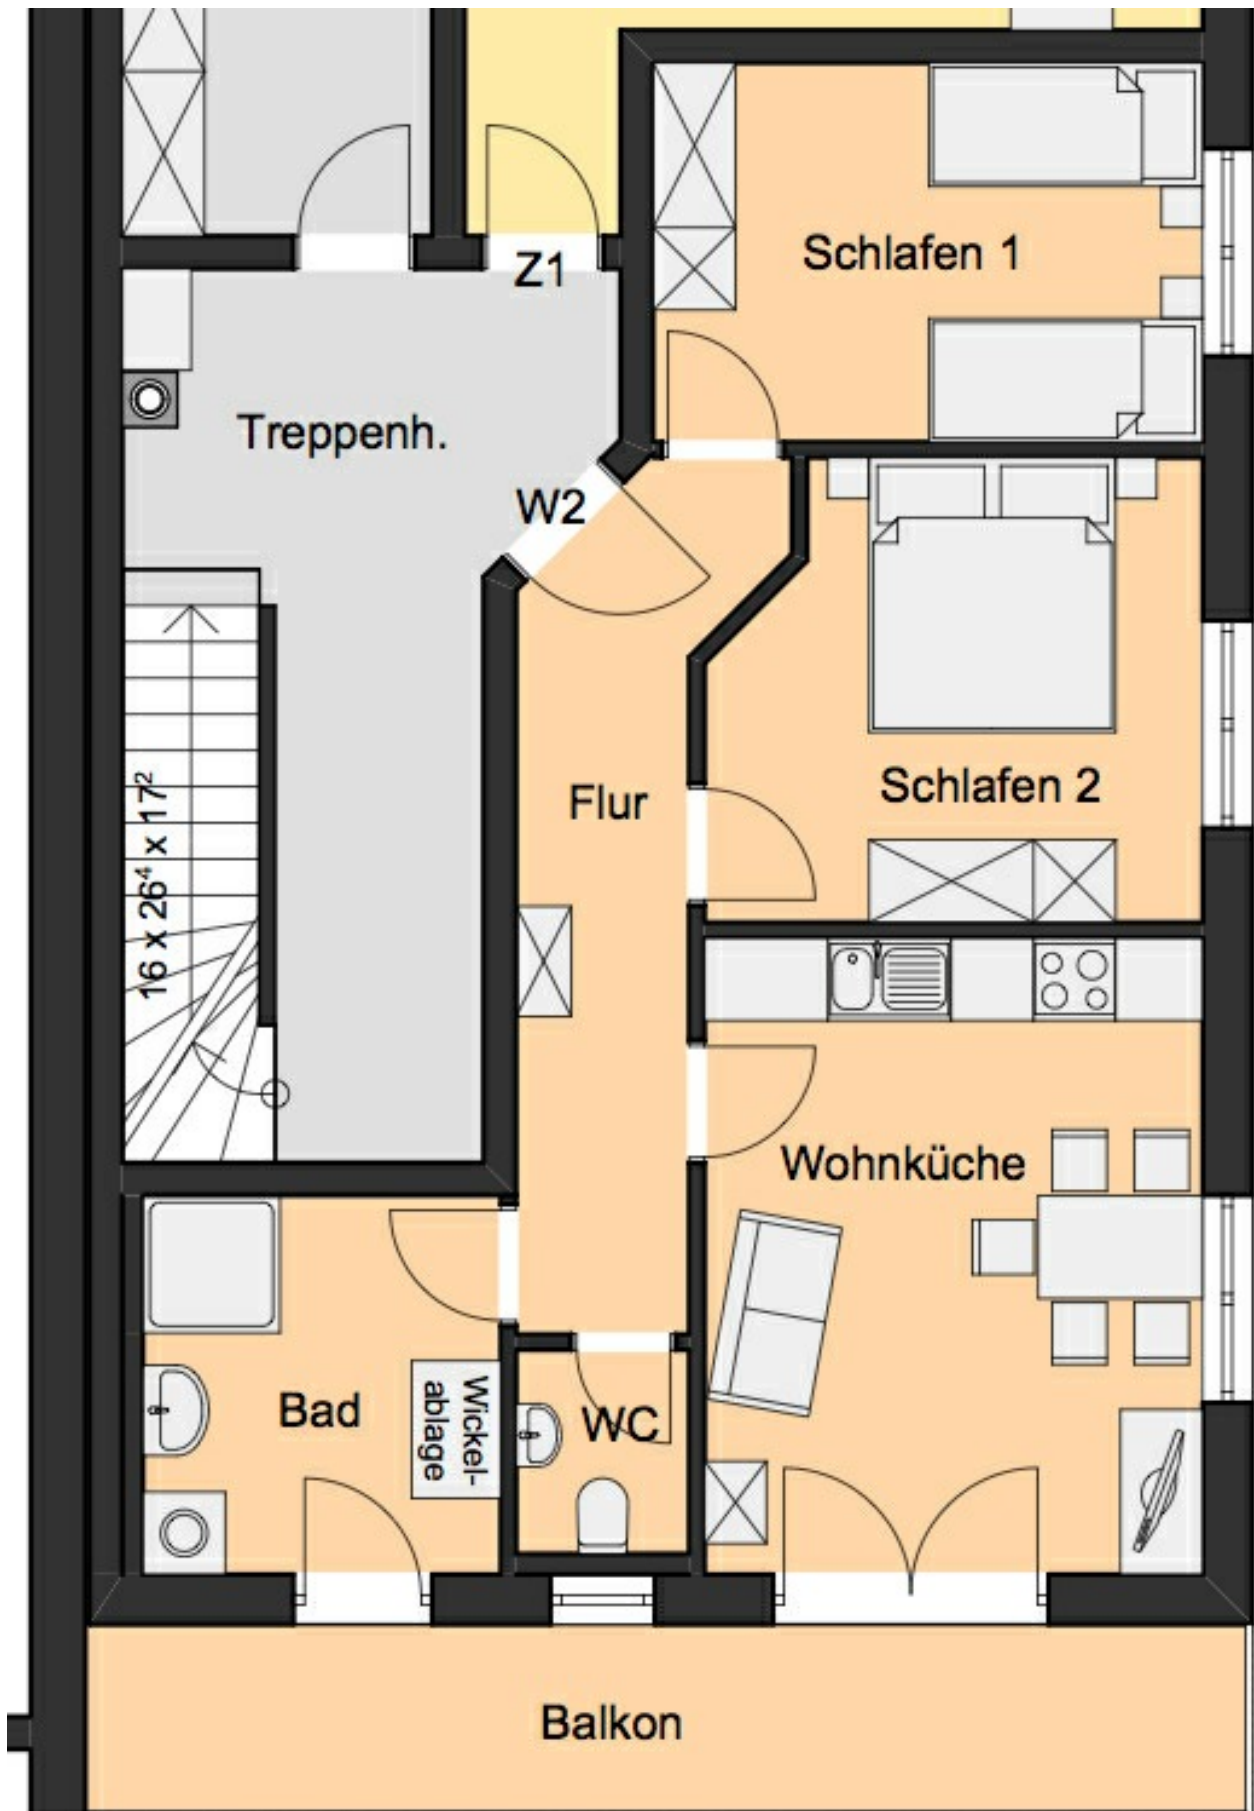 Z1
Schlafen 1
Treppenh.
W2
Schlafen 2
Flur
16 x 26⁴ x 17²
Wohnküche
Bad
Wickel-
ablage
WC
Balkon